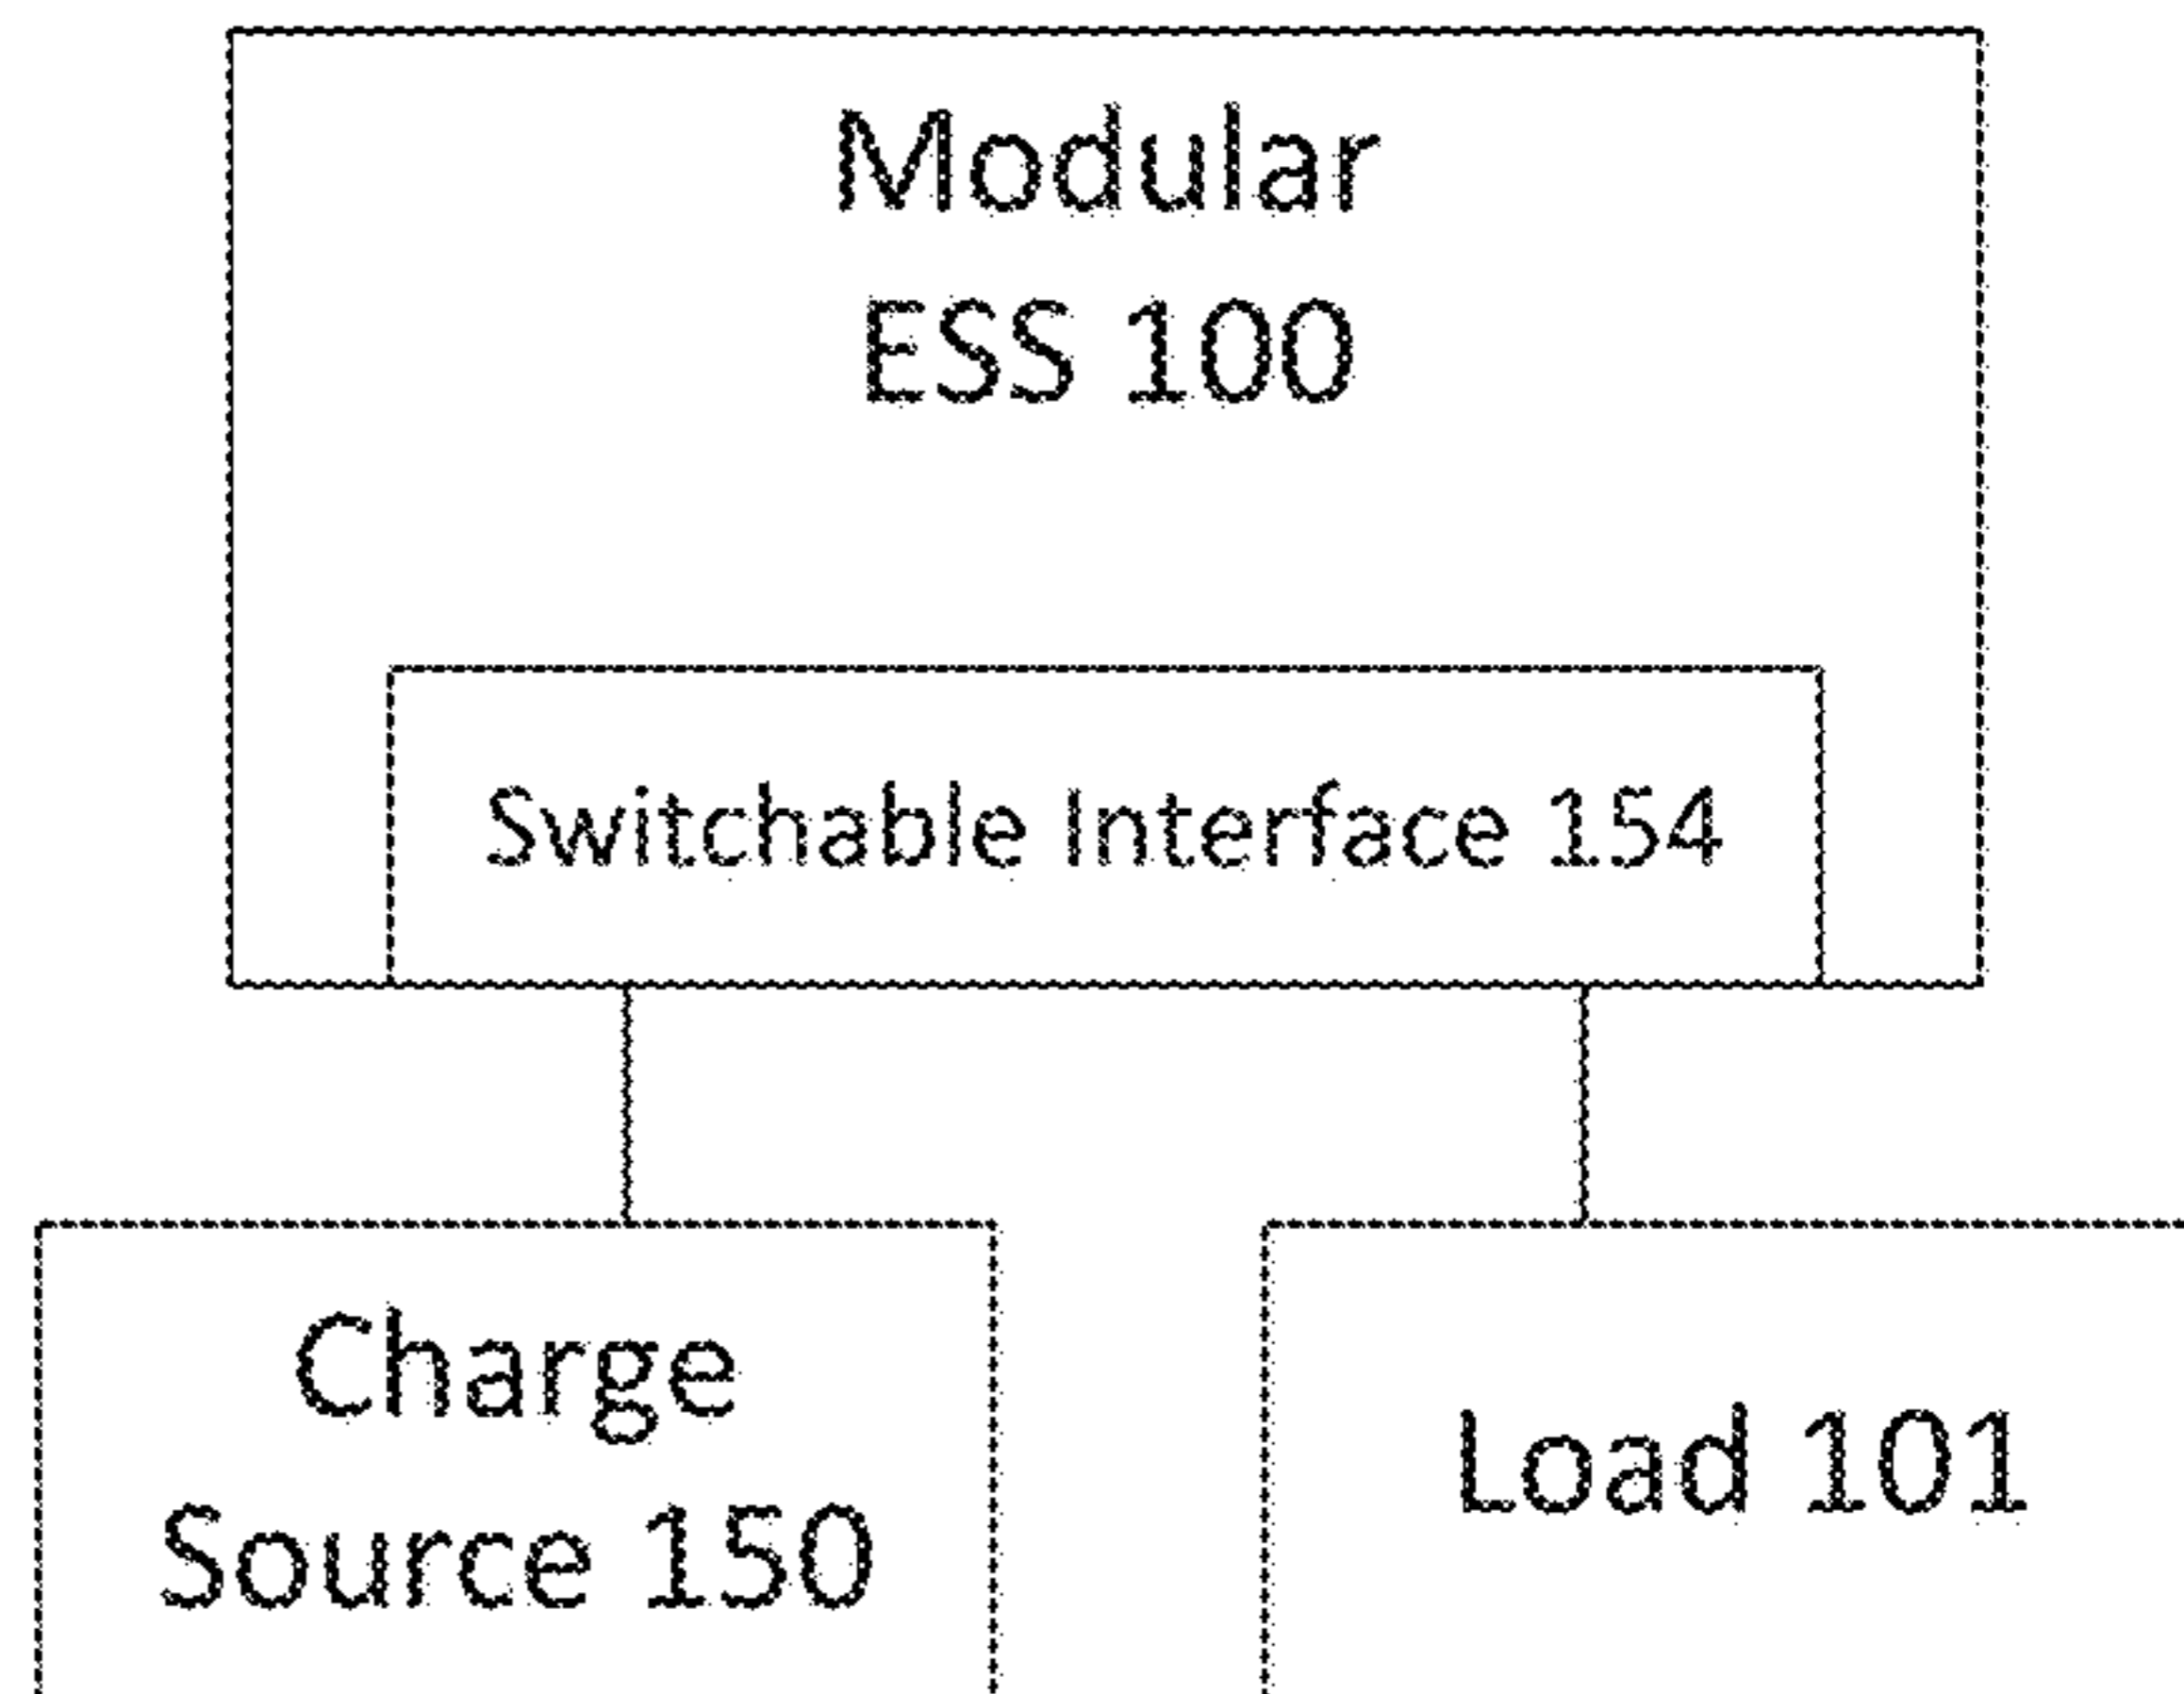 Modular
ESS 100
Switchable Interface 154
Charge
Source 150
Load 101